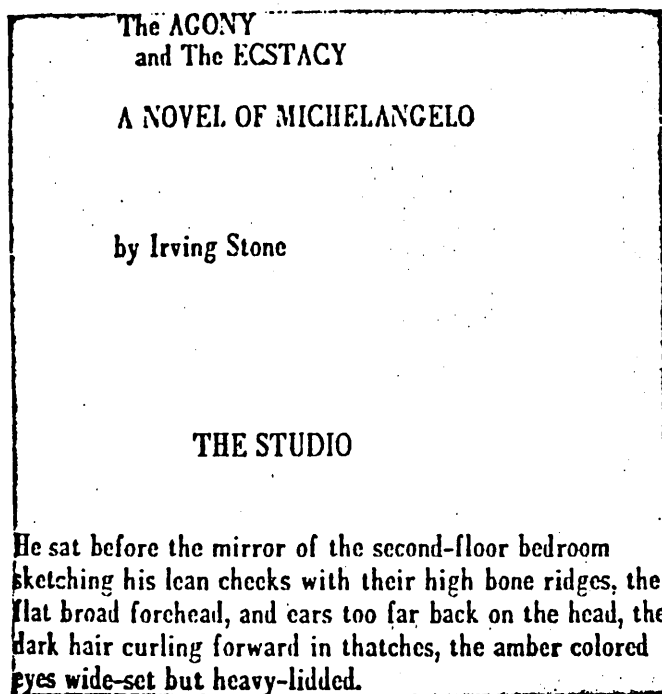 The AGONY
and The ECSTACY
A NOVEL OF MICHELANGELO
by Irving Stone
THE STUDIO
He sat before the mirror of the second-floor bedroom
sketching his lean cheeks with their high bone ridges, the
flat broad forehead, and ears too far back on the head, the
dark hair curling forward in thatches, the amber colored
eyes wide-set but heavy-lidded.